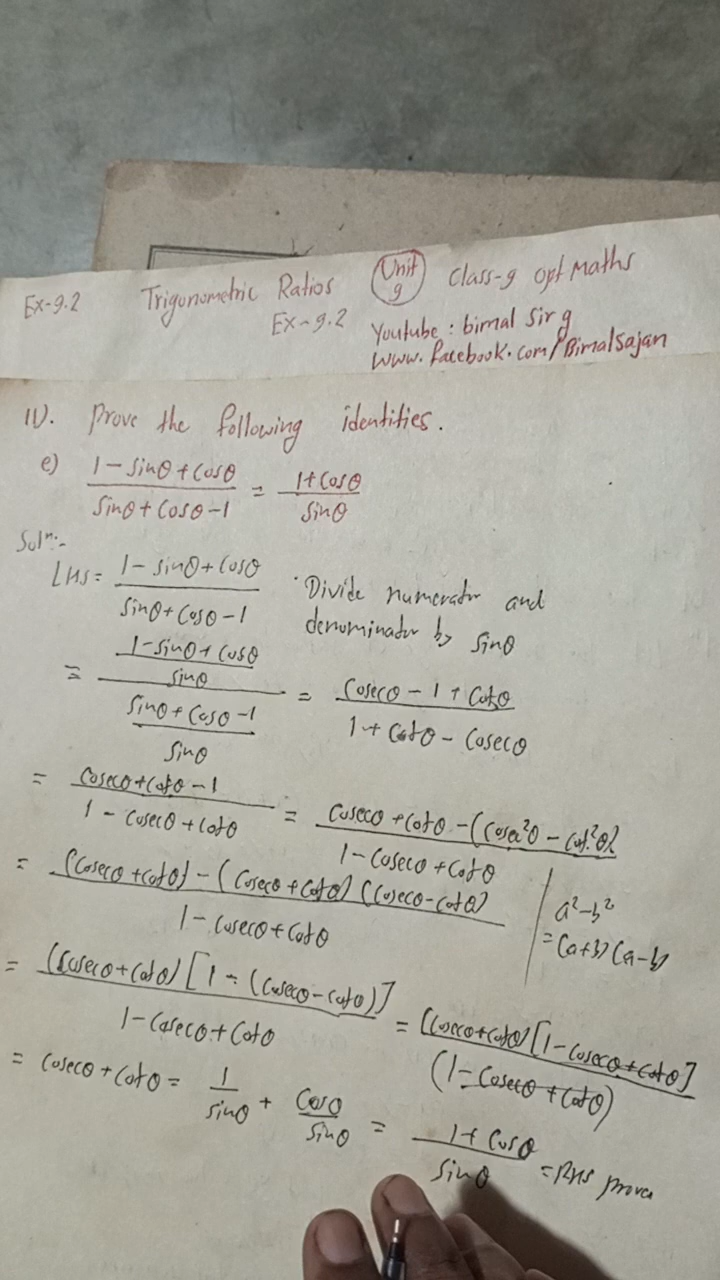 Ex-9.2 Trigonometric Ratios Unit 9 Class-9 Opt Maths
Ex-9.2 Youtube : bimal Sir g
www.facebook.com/Bimalsajan
IV. Prove the following identities.
e) (1 - sinθ + cosθ)/(sinθ + cosθ - 1) = (1 + cosθ)/sinθ
Solⁿ:-
LHS = (1 - sinθ + cosθ)/(sinθ + cosθ - 1) Divide numerator and denominator by sinθ
= ((1 - sinθ + cosθ)/sinθ)/((sinθ + cosθ - 1)/sinθ) = (cosecθ - 1 + cotθ)/(1 + cotθ - cosecθ)
= (cosecθ + cotθ - 1)/(1 - cosecθ + cotθ) = (cosecθ + cotθ - (cosec²θ - cot²θ))/(1 - cosecθ + cotθ)
= ((cosecθ + cotθ) - (cosecθ + cotθ)(cosecθ - cotθ))/(1 - cosecθ + cotθ) a² - b² = (a+b)(a-b)
= ((cosecθ + cotθ)[1 - (cosecθ - cotθ)])/(1 - cosecθ + cotθ) = ((cosecθ + cotθ)[1 - cosecθ + cotθ])/(1 - cosecθ + cotθ)
= cosecθ + cotθ = 1/sinθ + cosθ/sinθ = (1 + cosθ)/sinθ = RHS prove